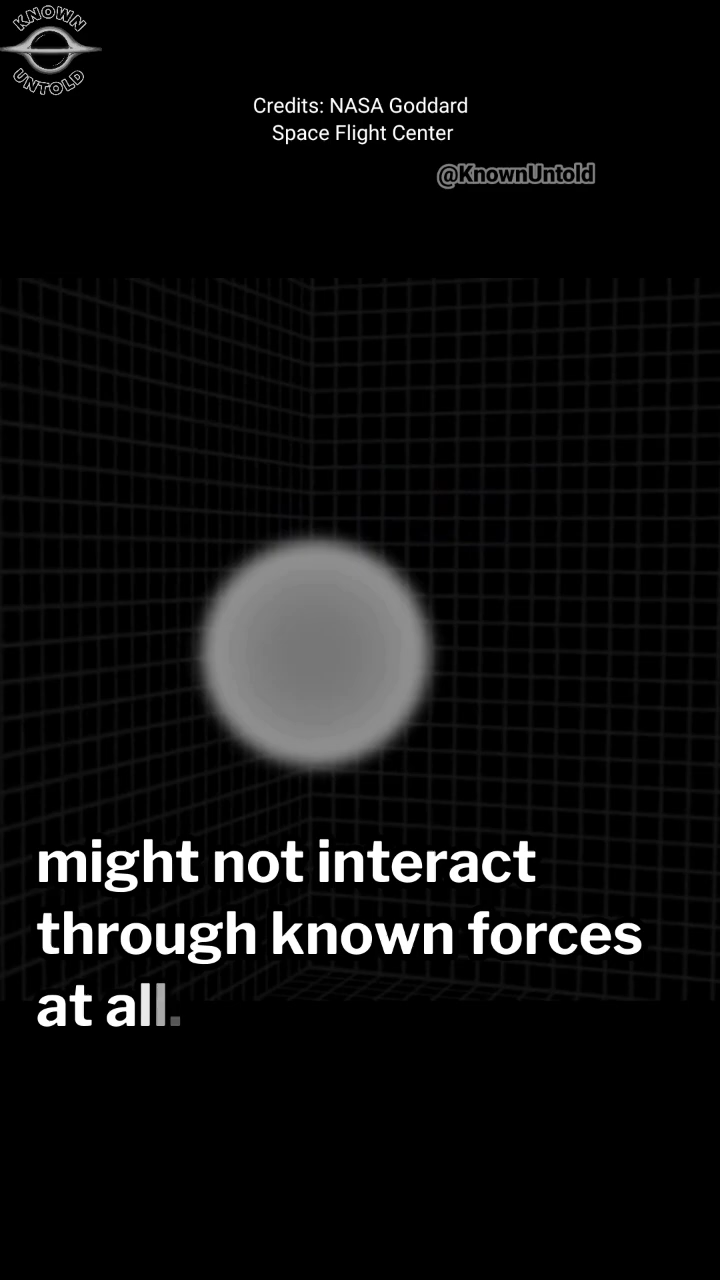 KNOWN
UNTOLD
Credits: NASA Goddard
Space Flight Center
@KnownUntold
might not interact
through known forces
at all.